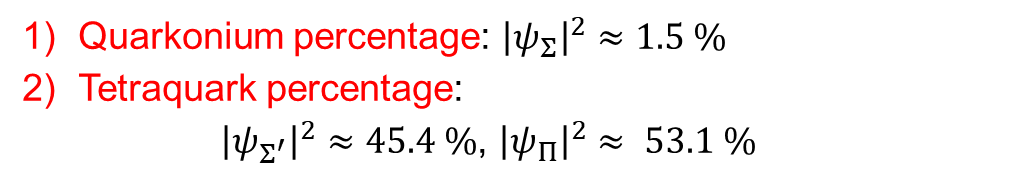 1) Quarkonium percentage: |ψ_Σ|² ≈ 1.5 %
2) Tetraquark percentage:
|ψ_Σ′|² ≈ 45.4 %, |ψ_Π|² ≈ 53.1 %